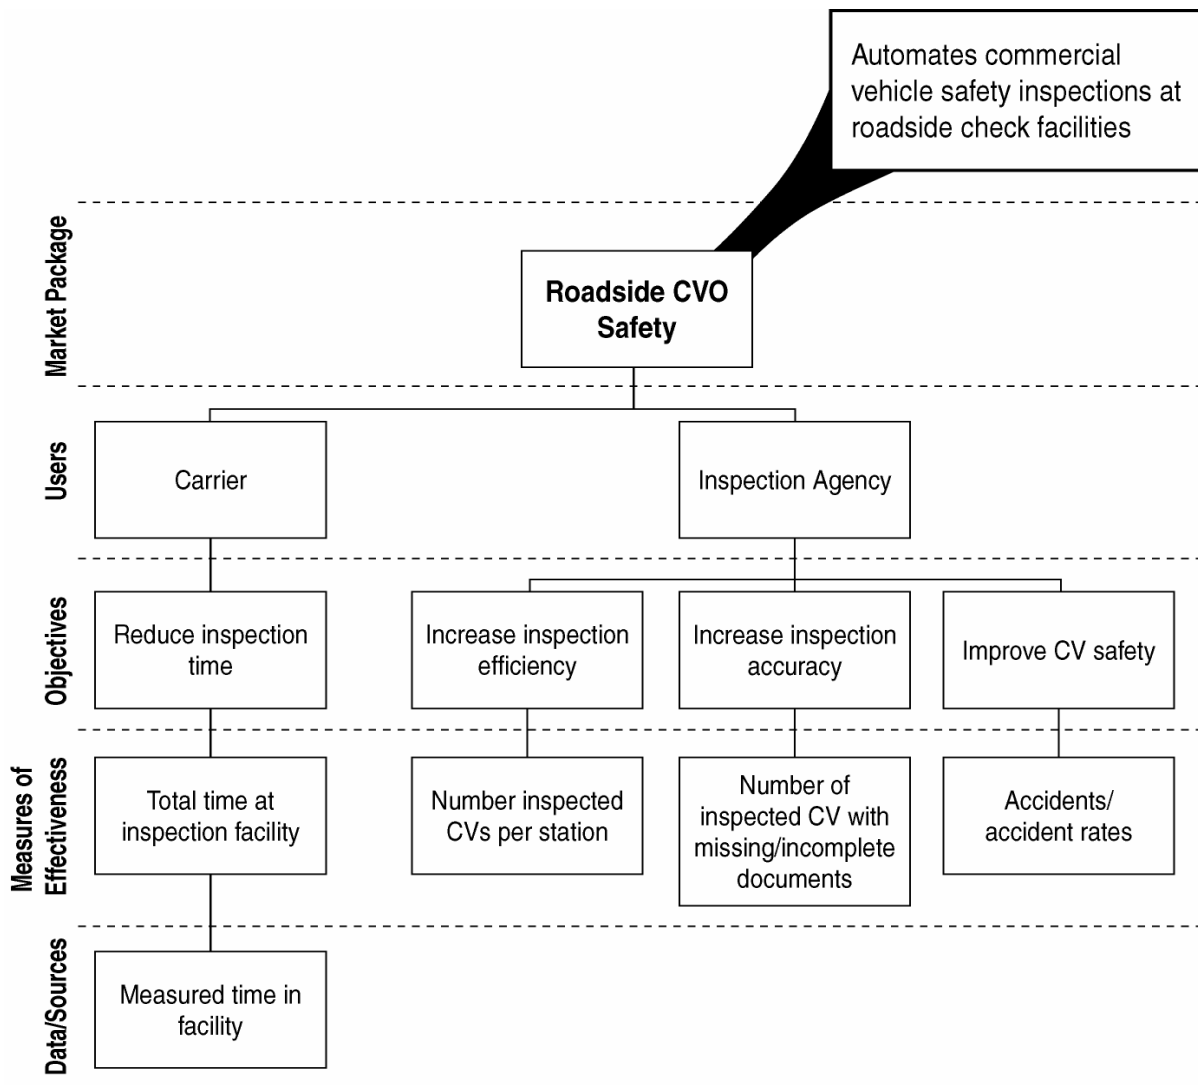 Automates commercial
vehicle safety inspections at
roadside check facilities
Market Package
Roadside CVO
Safety
Users
Carrier
Inspection Agency
Objectives
Reduce inspection
time
Increase inspection
efficiency
Increase inspection
accuracy
Improve CV safety
Measures of
Effectiveness
Total time at
inspection facility
Number inspected
CVs per station
Number of
inspected CV with
missing/incomplete
documents
Accidents/
accident rates
Data/Sources
Measured time in
facility